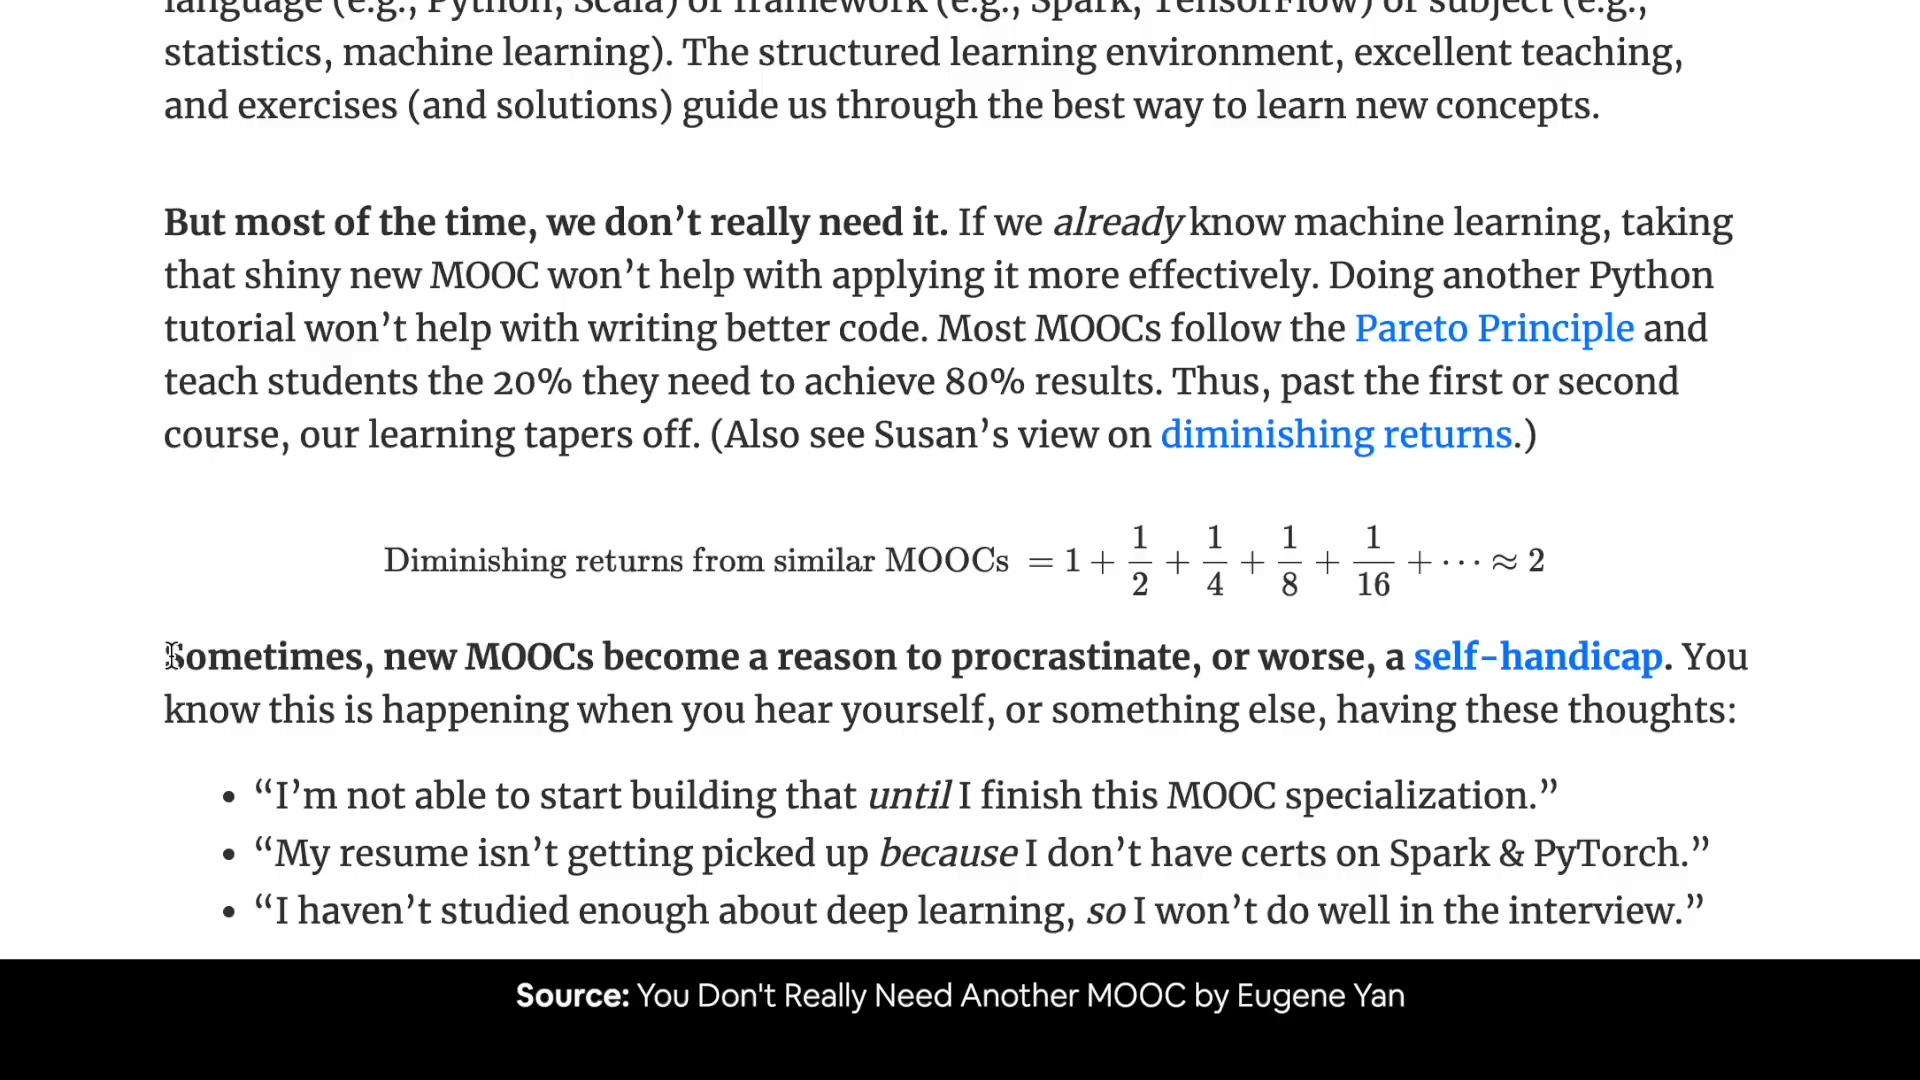 language (e.g., Python, Scala) or framework (e.g., Spark, TensorFlow) or subject (e.g.,
statistics, machine learning). The structured learning environment, excellent teaching,
and exercises (and solutions) guide us through the best way to learn new concepts.
But most of the time, we don’t really need it. If we already know machine learning, taking
that shiny new MOOC won’t help with applying it more effectively. Doing another Python
tutorial won’t help with writing better code. Most MOOCs follow the Pareto Principle and
teach students the 20% they need to achieve 80% results. Thus, past the first or second
course, our learning tapers off. (Also see Susan’s view on diminishing returns.)
Diminishing returns from similar MOOCs = 1 + 1/2 + 1/4 + 1/8 + 1/16 + ⋯ ≈ 2
Sometimes, new MOOCs become a reason to procrastinate, or worse, a self-handicap. You
know this is happening when you hear yourself, or something else, having these thoughts:
• “I’m not able to start building that until I finish this MOOC specialization.”
• “My resume isn’t getting picked up because I don’t have certs on Spark & PyTorch.”
• “I haven’t studied enough about deep learning, so I won’t do well in the interview.”
Source: You Don't Really Need Another MOOC by Eugene Yan